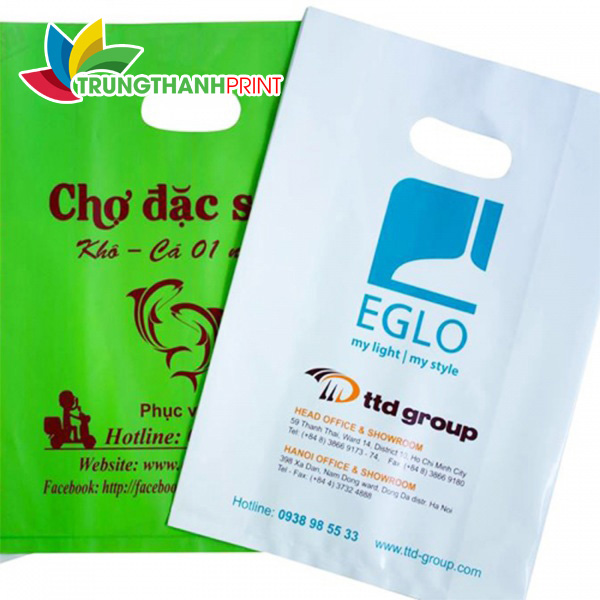 TRUNGTHANHPRINT
Chợ đặc s
Khô – Cá 01 n
Phục v
Hotline:
Website: www.
Facebook: http://facebo
EGLO
my light | my style
ttd group
HEAD OFFICE & SHOWROOM
59 Thanh Thai, Ward 14, District 10, Ho Chi Minh City
Tel: (+84 8) 3866 9173 - 74, Fax: (+84 8) 3866 9180
HANOI OFFICE & SHOWROOM
398 Xa Dan, Nam Dong ward, Dong Da distr. Ha Noi
Tel - Fax: (+84 4) 3732 4888
Hotline: 0938 98 55 33
www.ttd-group.com